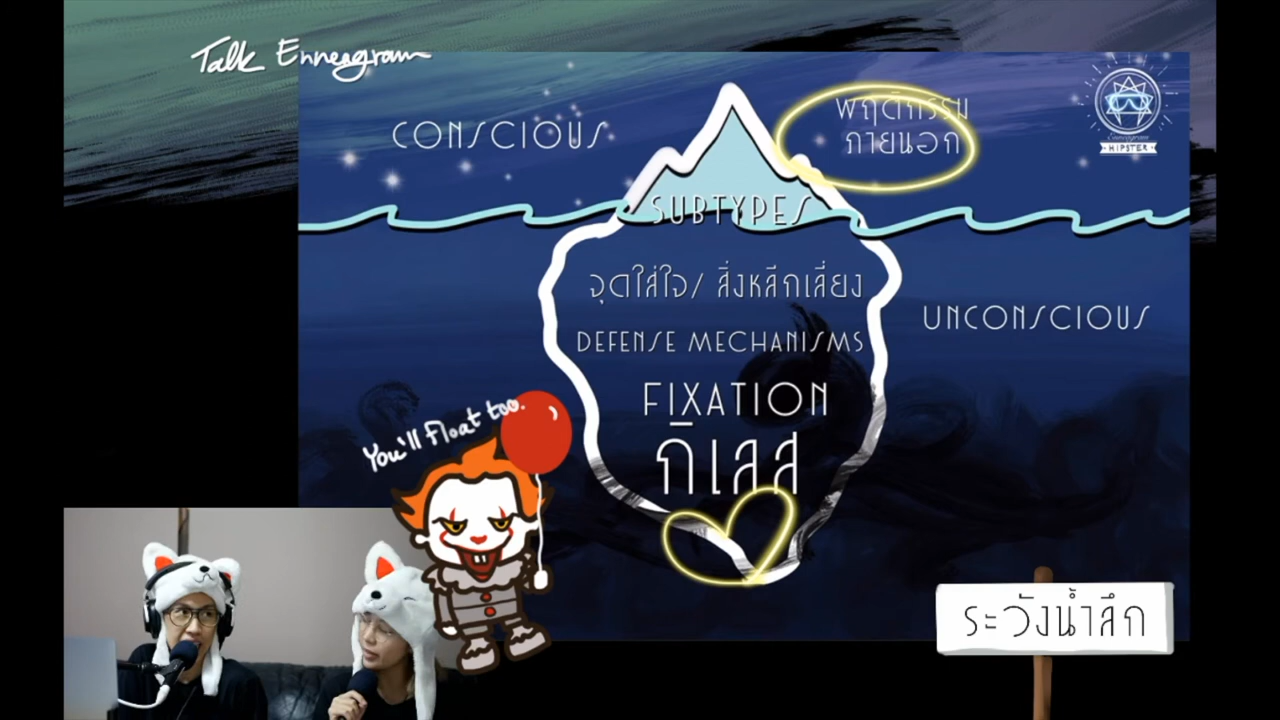 Talk Enneagram
CONSCIOUS
พฤติกรรม
ภายนอก
Enneagram
HIPSTER
SUBTYPES
จุดใส่ใจ/ สิ่งหลีกเลี่ยง
UNCONSCIOUS
DEFENSE MECHANISMS
FIXATION
กิเลส
You'll Float too.
ระวังน้ำลึก